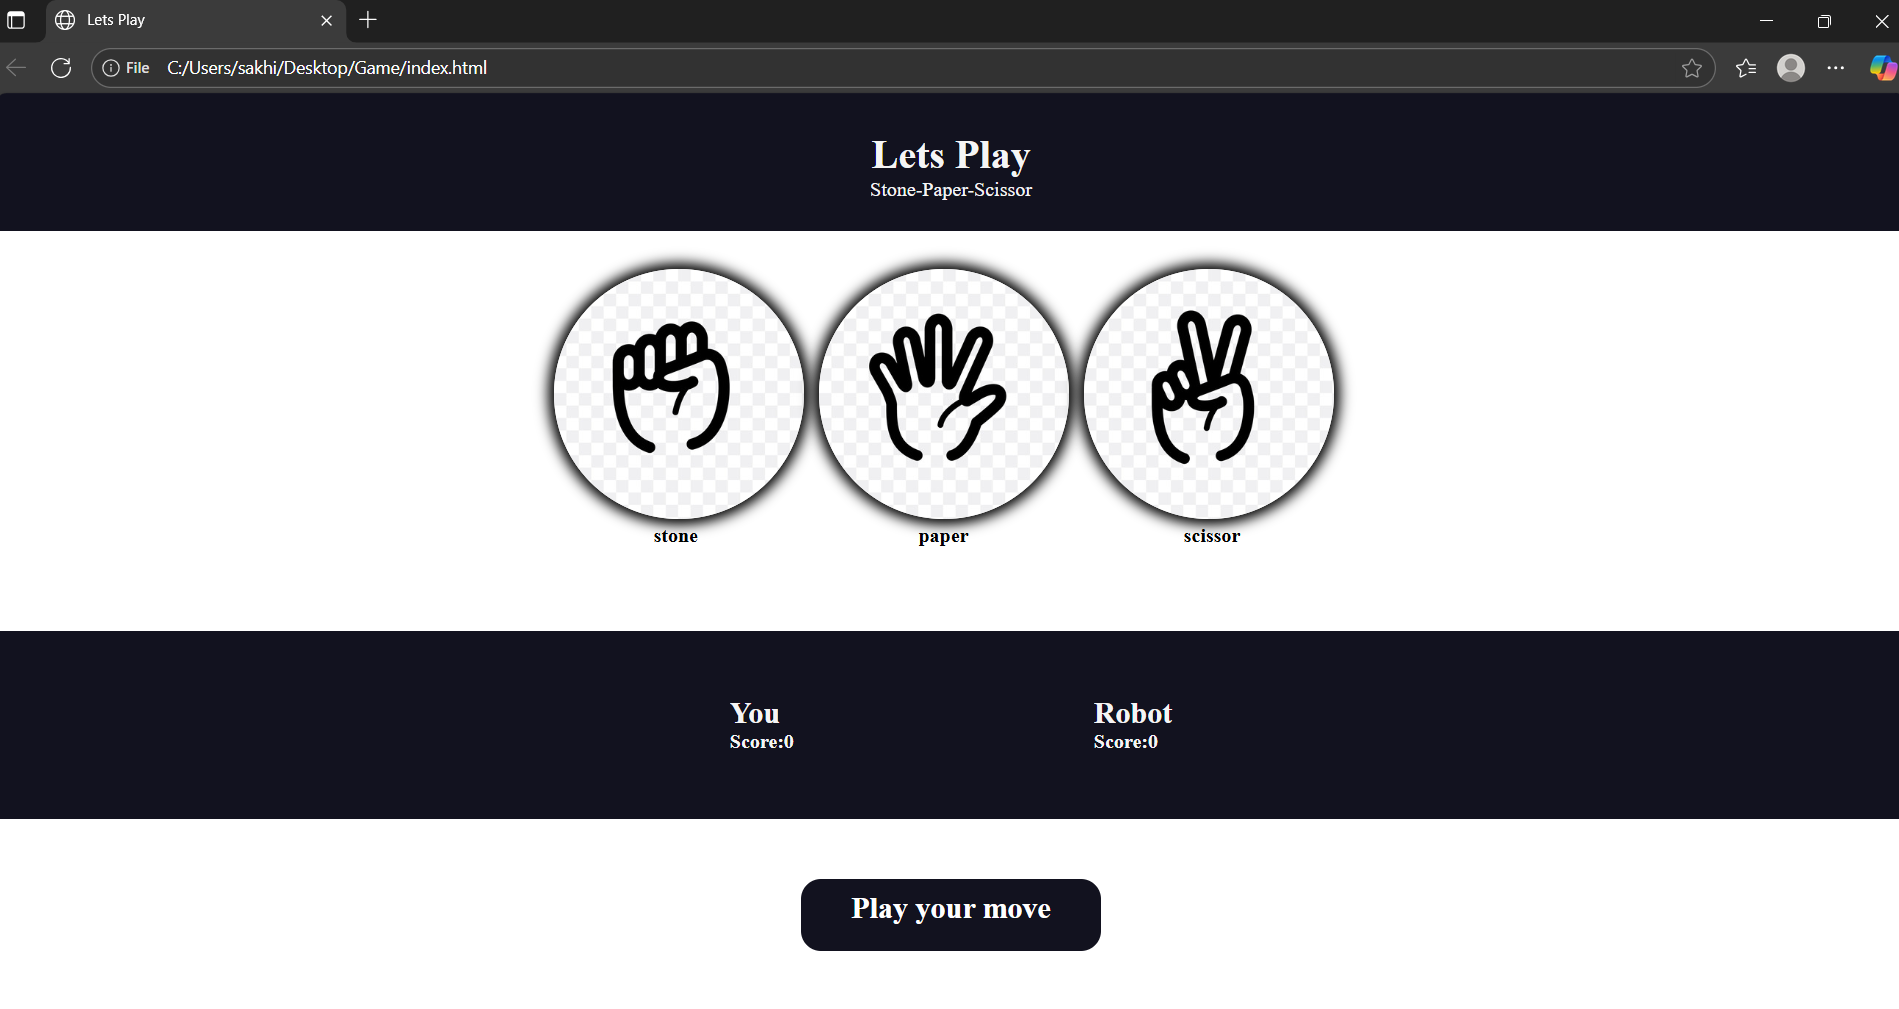 Lets Play
File C:/Users/sakhi/Desktop/Game/index.html
Lets Play
Stone-Paper-Scissor
stone paper scissor
You Robot
Score:0 Score:0
Play your move